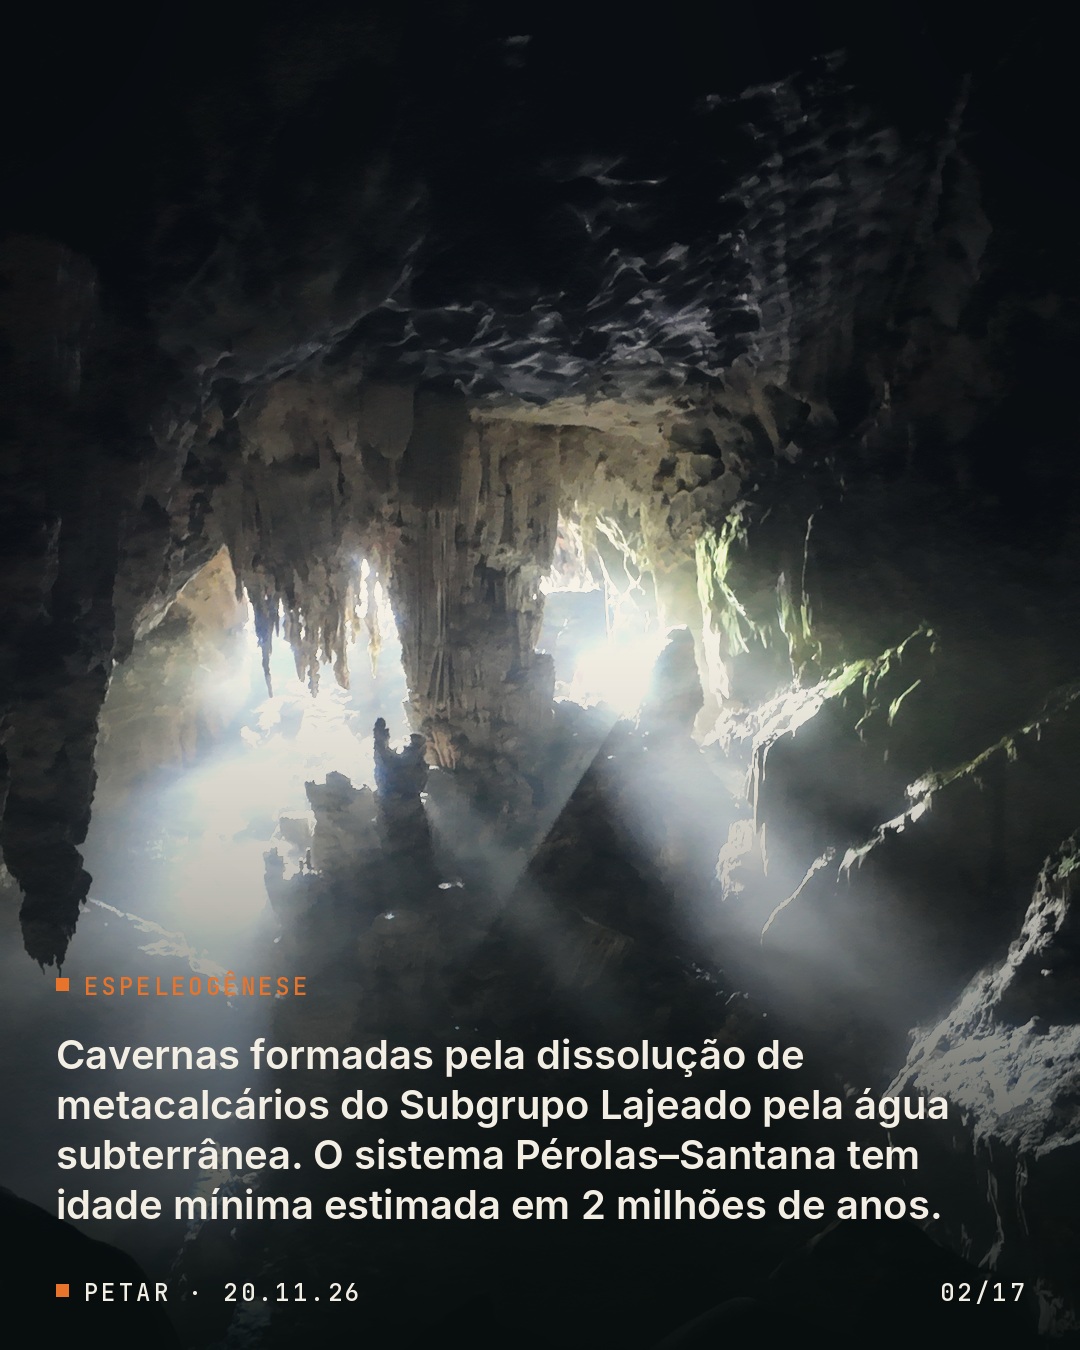 ESPELEOGÊNESE
Cavernas formadas pela dissolução de
metacalcários do Subgrupo Lajeado pela água
subterrânea. O sistema Pérolas–Santana tem
idade mínima estimada em 2 milhões de anos.
PETAR · 20.11.26
02/17